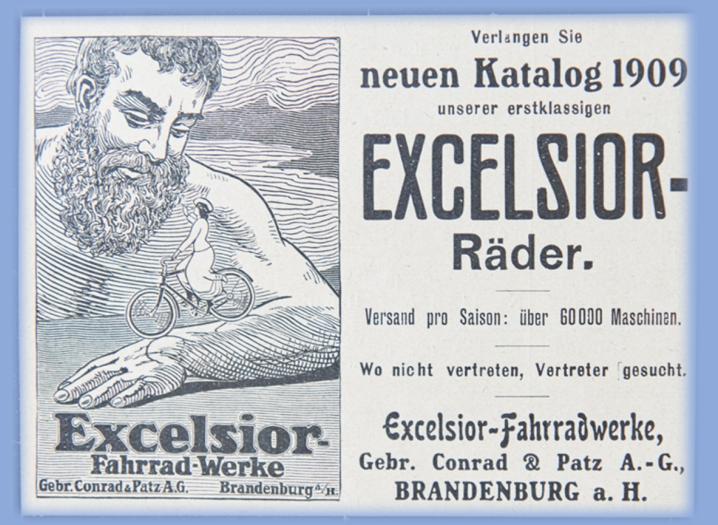 Excelsior-
Fahrrad-Werke
Gebr. Conrad & Patz A.G. Brandenburg a/H.
Verlangen Sie
neuen Katalog 1909
unserer erstklassigen
EXCELSIOR-
Räder.
Versand pro Saison: über 60000 Maschinen.
Wo nicht vertreten, Vertreter gesucht.
Excelsior-Fahrradwerke,
Gebr. Conrad & Patz A.-G.,
BRANDENBURG a. H.